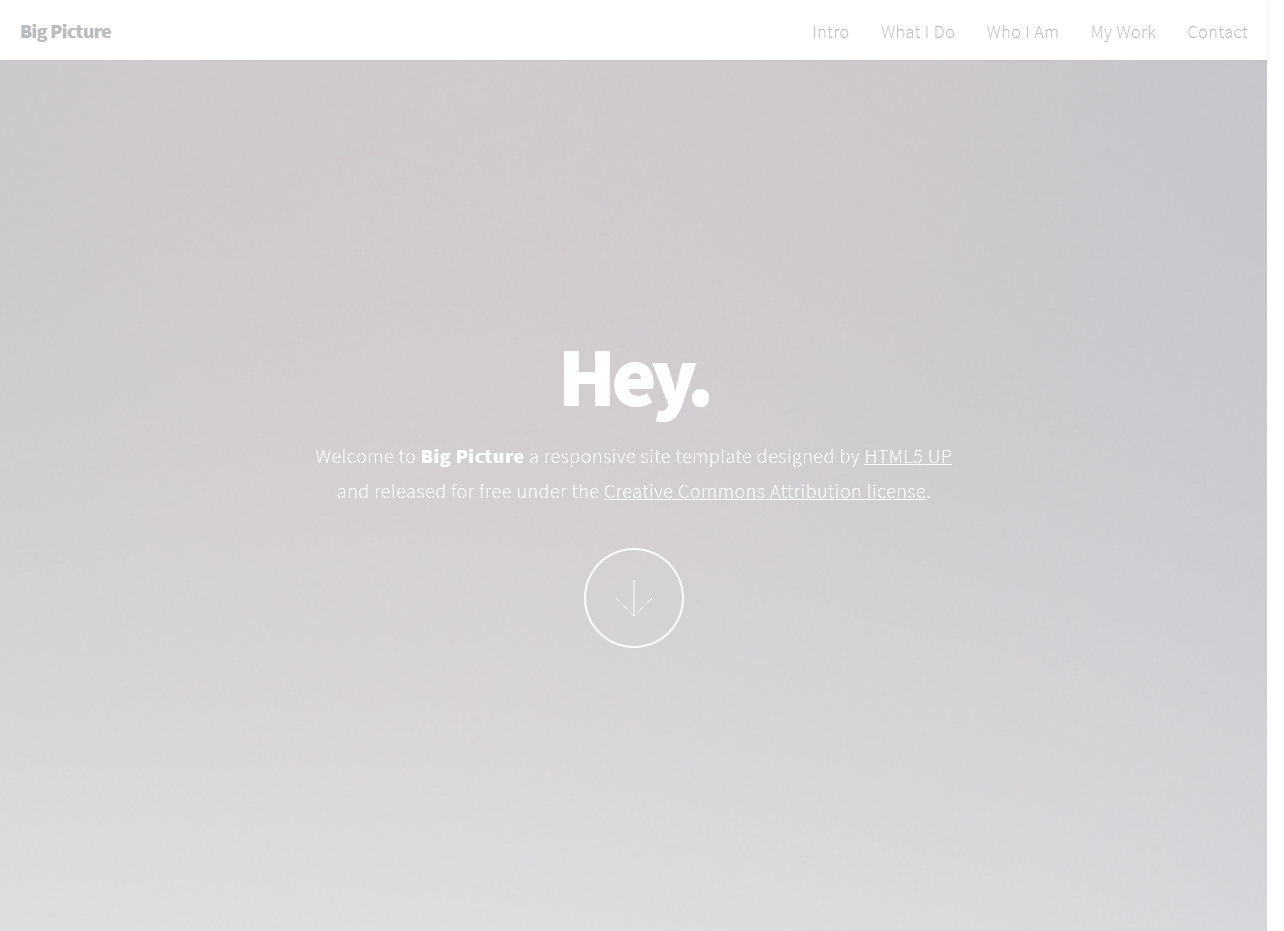 Big Picture
Intro What I Do Who I Am My Work Contact
Hey.
Welcome to Big Picture a responsive site template designed by HTML5 UP
and released for free under the Creative Commons Attribution license.